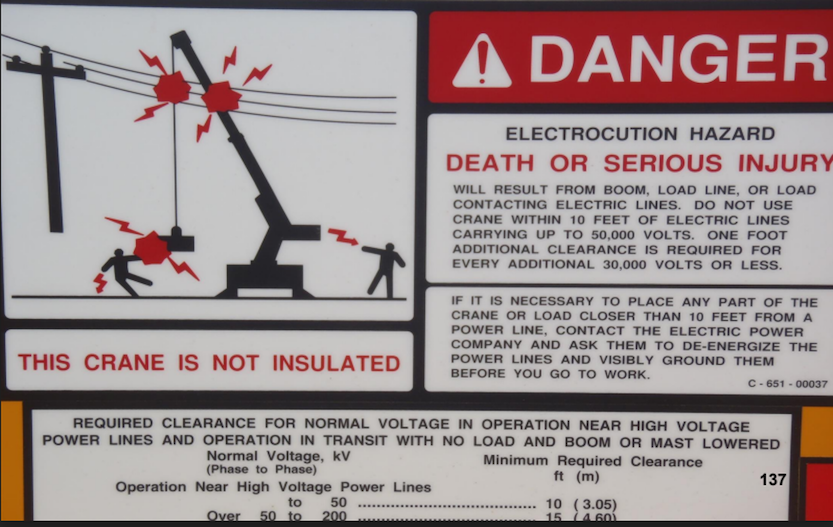 DANGER
ELECTROCUTION HAZARD
DEATH OR SERIOUS INJURY
WILL RESULT FROM BOOM, LOAD LINE, OR LOAD
CONTACTING ELECTRIC LINES. DO NOT USE
CRANE WITHIN 10 FEET OF ELECTRIC LINES
CARRYING UP TO 50,000 VOLTS. ONE FOOT
ADDITIONAL CLEARANCE IS REQUIRED FOR
EVERY ADDITIONAL 30,000 VOLTS OR LESS.
IF IT IS NECESSARY TO PLACE ANY PART OF THE
CRANE OR LOAD CLOSER THAN 10 FEET FROM A
POWER LINE, CONTACT THE ELECTRIC POWER
COMPANY AND ASK THEM TO DE-ENERGIZE THE
POWER LINES AND VISIBLY GROUND THEM
BEFORE YOU GO TO WORK.
C - 651 - 00037
THIS CRANE IS NOT INSULATED
REQUIRED CLEARANCE FOR NORMAL VOLTAGE IN OPERATION NEAR HIGH VOLTAGE
POWER LINES AND OPERATION IN TRANSIT WITH NO LOAD AND BOOM OR MAST LOWERED
Normal Voltage, kV Minimum Required Clearance
(Phase to Phase) ft (m)
137
Operation Near High Voltage Power Lines
to 50 ........................................ 10 (3.05)
Over 50 to 200 ........................................ 15 (4.60)